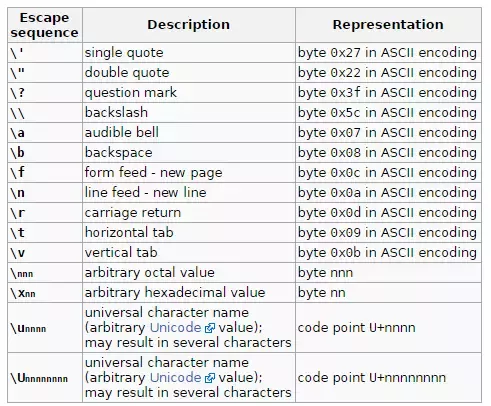 Escape sequence Description Representation
\' single quote byte 0x27 in ASCII encoding
\" double quote byte 0x22 in ASCII encoding
\? question mark byte 0x3f in ASCII encoding
\\ backslash byte 0x5c in ASCII encoding
\a audible bell byte 0x07 in ASCII encoding
\b backspace byte 0x08 in ASCII encoding
\f form feed - new page byte 0x0c in ASCII encoding
\n line feed - new line byte 0x0a in ASCII encoding
\r carriage return byte 0x0d in ASCII encoding
\t horizontal tab byte 0x09 in ASCII encoding
\v vertical tab byte 0x0b in ASCII encoding
\nnn arbitrary octal value byte nnn
\xnn arbitrary hexadecimal value byte nn
\unnnn universal character name
(arbitrary Unicode value);
may result in several characters
code point U+nnnn
\Unnnnnnnn universal character name
(arbitrary Unicode value);
may result in several characters
code point U+nnnnnnnn